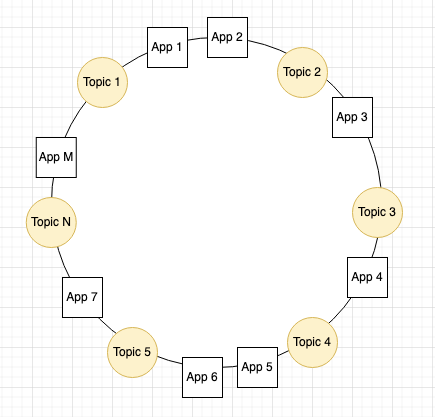 App 1
App 2
Topic 1
Topic 2
App 3
App M
Topic 3
Topic N
App 4
App 7
Topic 4
Topic 5
App 5
App 6